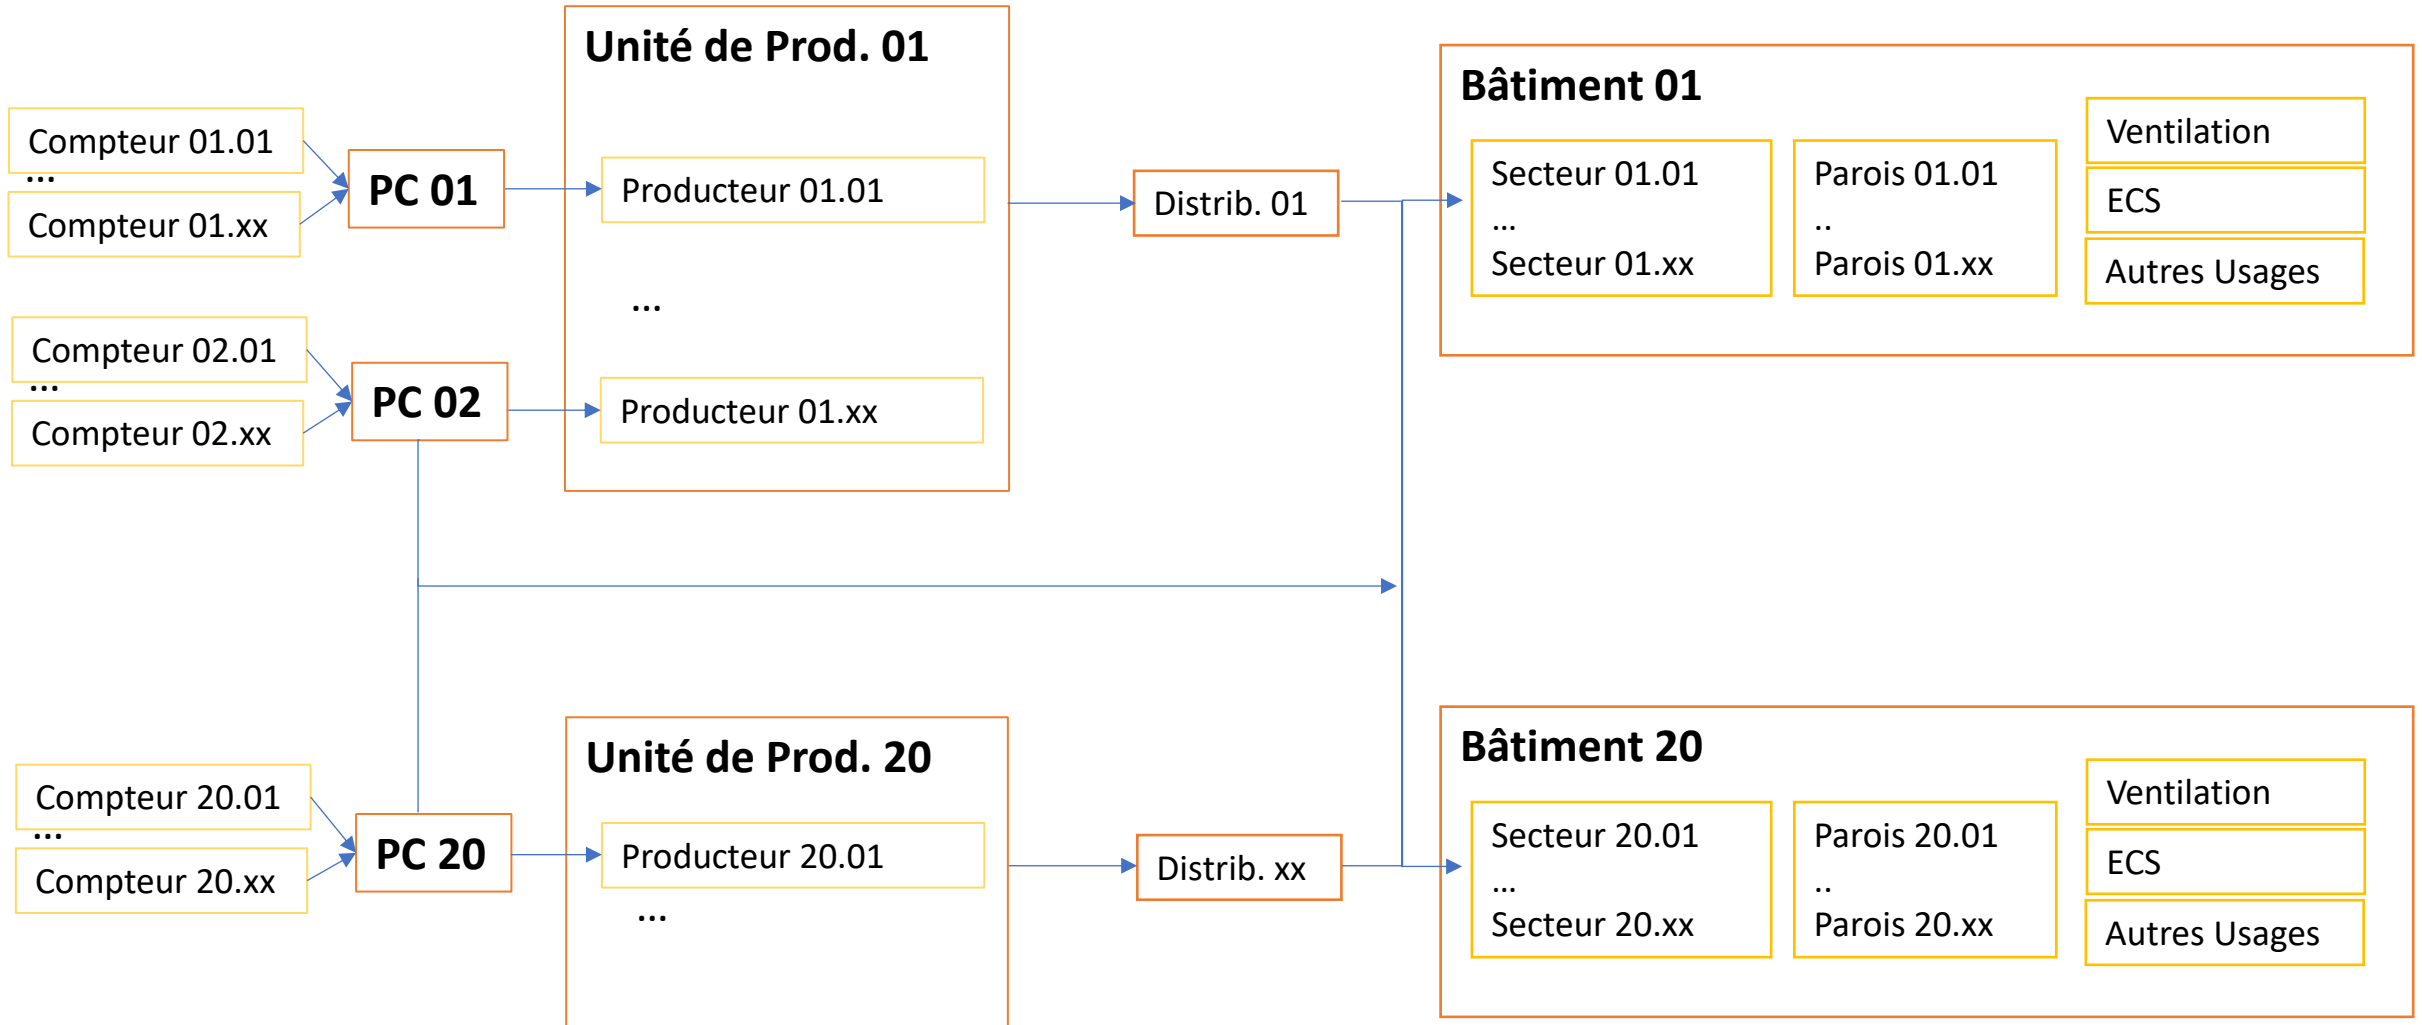 Unité de Prod. 01
Compteur 01.01
...
Compteur 01.xx
PC 01
Producteur 01.01
...
Producteur 01.xx
Distrib. 01
Bâtiment 01
Secteur 01.01
...
Secteur 01.xx
Parois 01.01
..
Parois 01.xx
Ventilation
ECS
Autres Usages
Compteur 02.01
...
Compteur 02.xx
PC 02
Compteur 20.01
...
Compteur 20.xx
PC 20
Unité de Prod. 20
Producteur 20.01
...
Distrib. xx
Bâtiment 20
Secteur 20.01
...
Secteur 20.xx
Parois 20.01
..
Parois 20.xx
Ventilation
ECS
Autres Usages